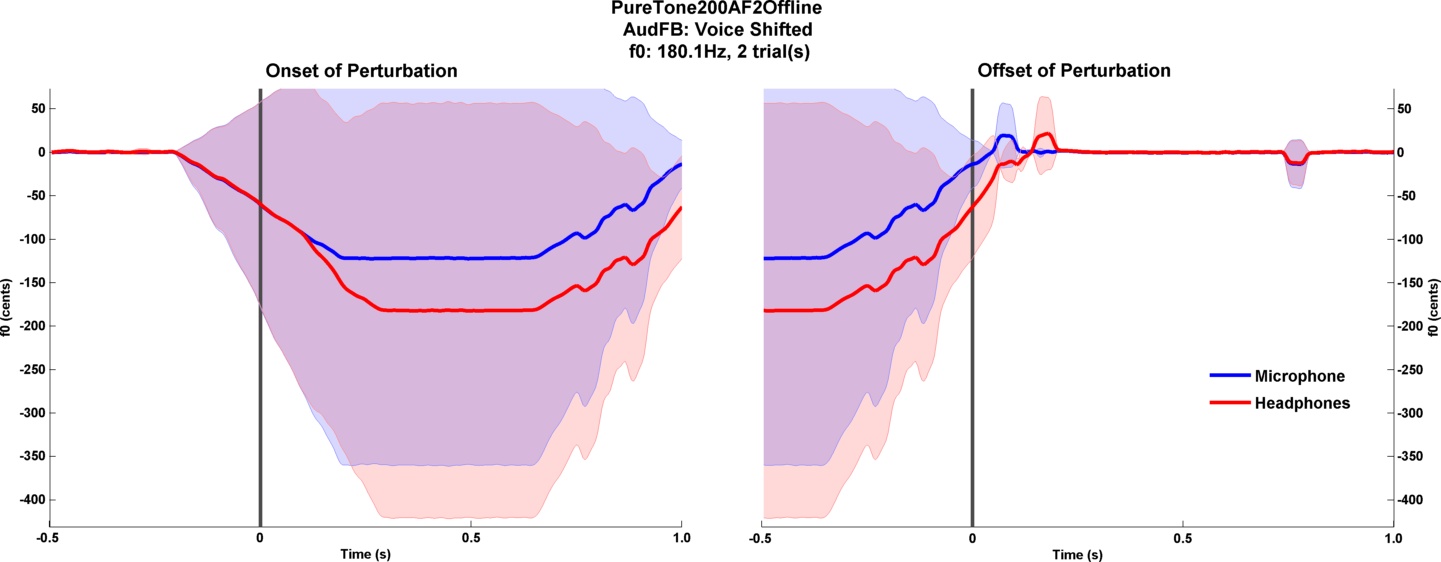 PureTone200AF2Offline
AudFB: Voice Shifted
f0: 180.1Hz, 2 trial(s)
Onset of Perturbation
50
0
-50
-100
-150
-200
-250
-300
-350
-400
f0 (cents)
-0.5
0
0.5
1.0
Time (s)
Offset of Perturbation
50
0
-50
-100
-150
-200
-250
-300
-350
-400
f0 (cents)
Microphone
Headphones
-0.5
0
0.5
1.0
Time (s)